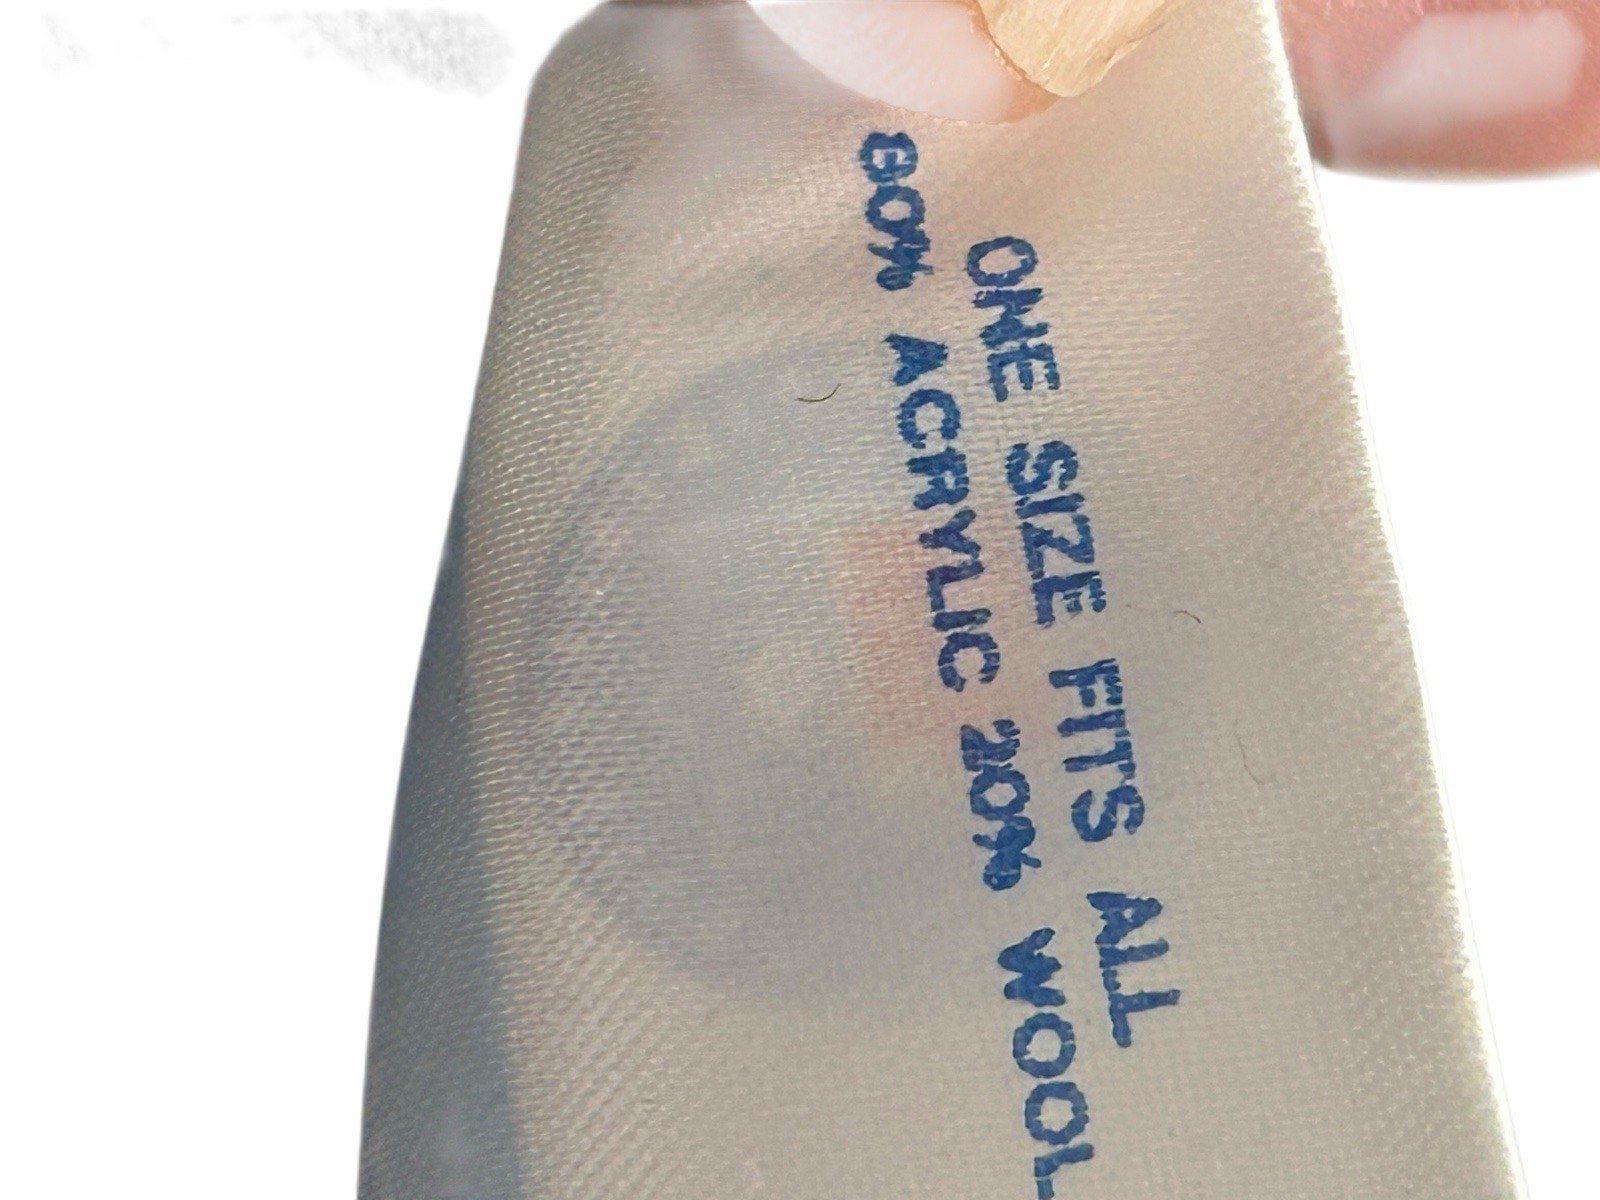 ONE SIZE FITS ALL
80% ACRYLIC 20% WOOL